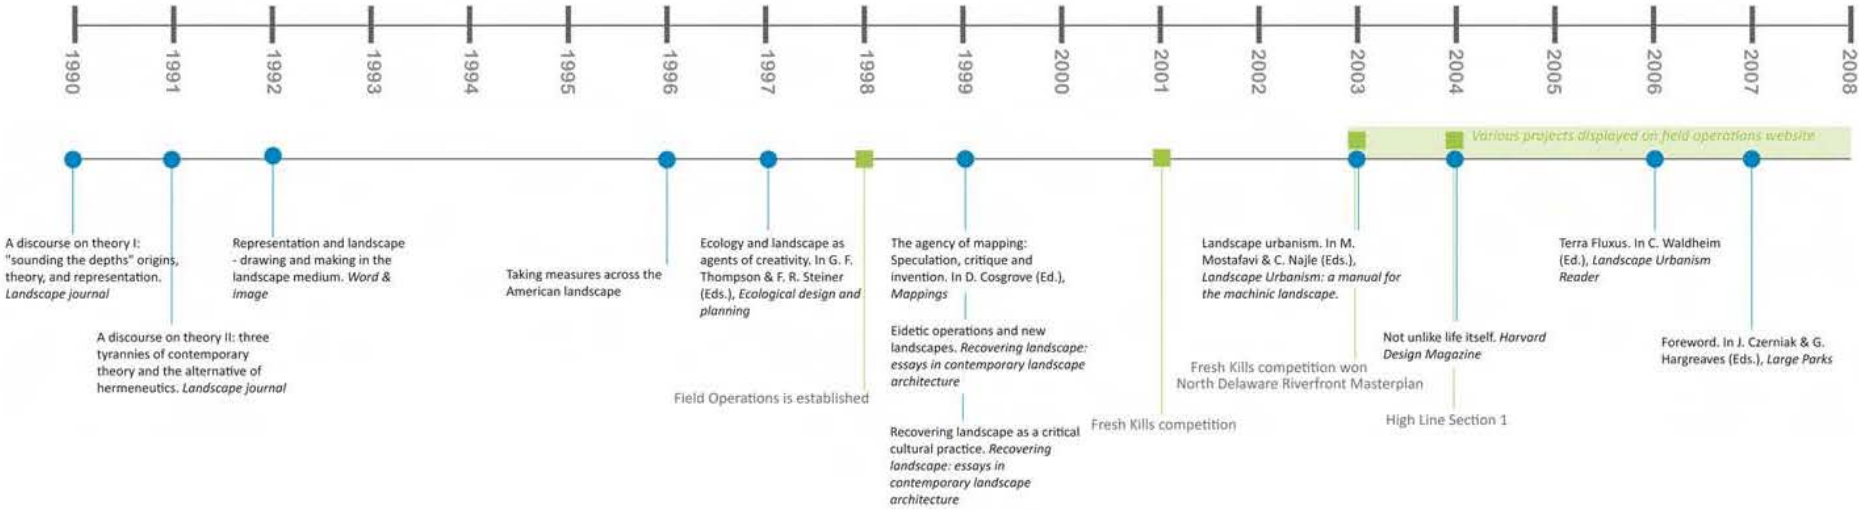 1990
1991
1992
1993
1994
1995
1996
1997
1998
1999
2000
2001
2002
2003
2004
2005
2006
2007
2008
Various projects displayed on field operations website
A discourse on theory I:
"sounding the depths" origins,
theory, and representation.
Landscape journal
A discourse on theory II: three
tyrannies of contemporary
theory and the alternative of
hermeneutics. Landscape journal
Representation and landscape
- drawing and making in the
landscape medium. Word &
image
Taking measures across the
American landscape
Ecology and landscape as
agents of creativity. In G. F.
Thompson & F. R. Steiner
(Eds.), Ecological design and
planning
Field Operations is established
The agency of mapping:
Speculation, critique and
invention. In D. Cosgrove (Ed.),
Mappings
Eidetic operations and new
landscapes. Recovering landscape:
essays in contemporary landscape
architecture
Recovering landscape as a critical
cultural practice. Recovering
landscape: essays in
contemporary landscape
architecture
Fresh Kills competition
Landscape urbanism. In M.
Mostafavi & C. Najle (Eds.),
Landscape Urbanism: a manual for
the machinic landscape.
Fresh Kills competition won
North Delaware Riverfront Masterplan
Not unlike life itself. Harvard
Design Magazine
High Line Section 1
Terra Fluxus. In C. Waldheim
(Ed.), Landscape Urbanism
Reader
Foreword. In J. Czerniak & G.
Hargreaves (Eds.), Large Parks